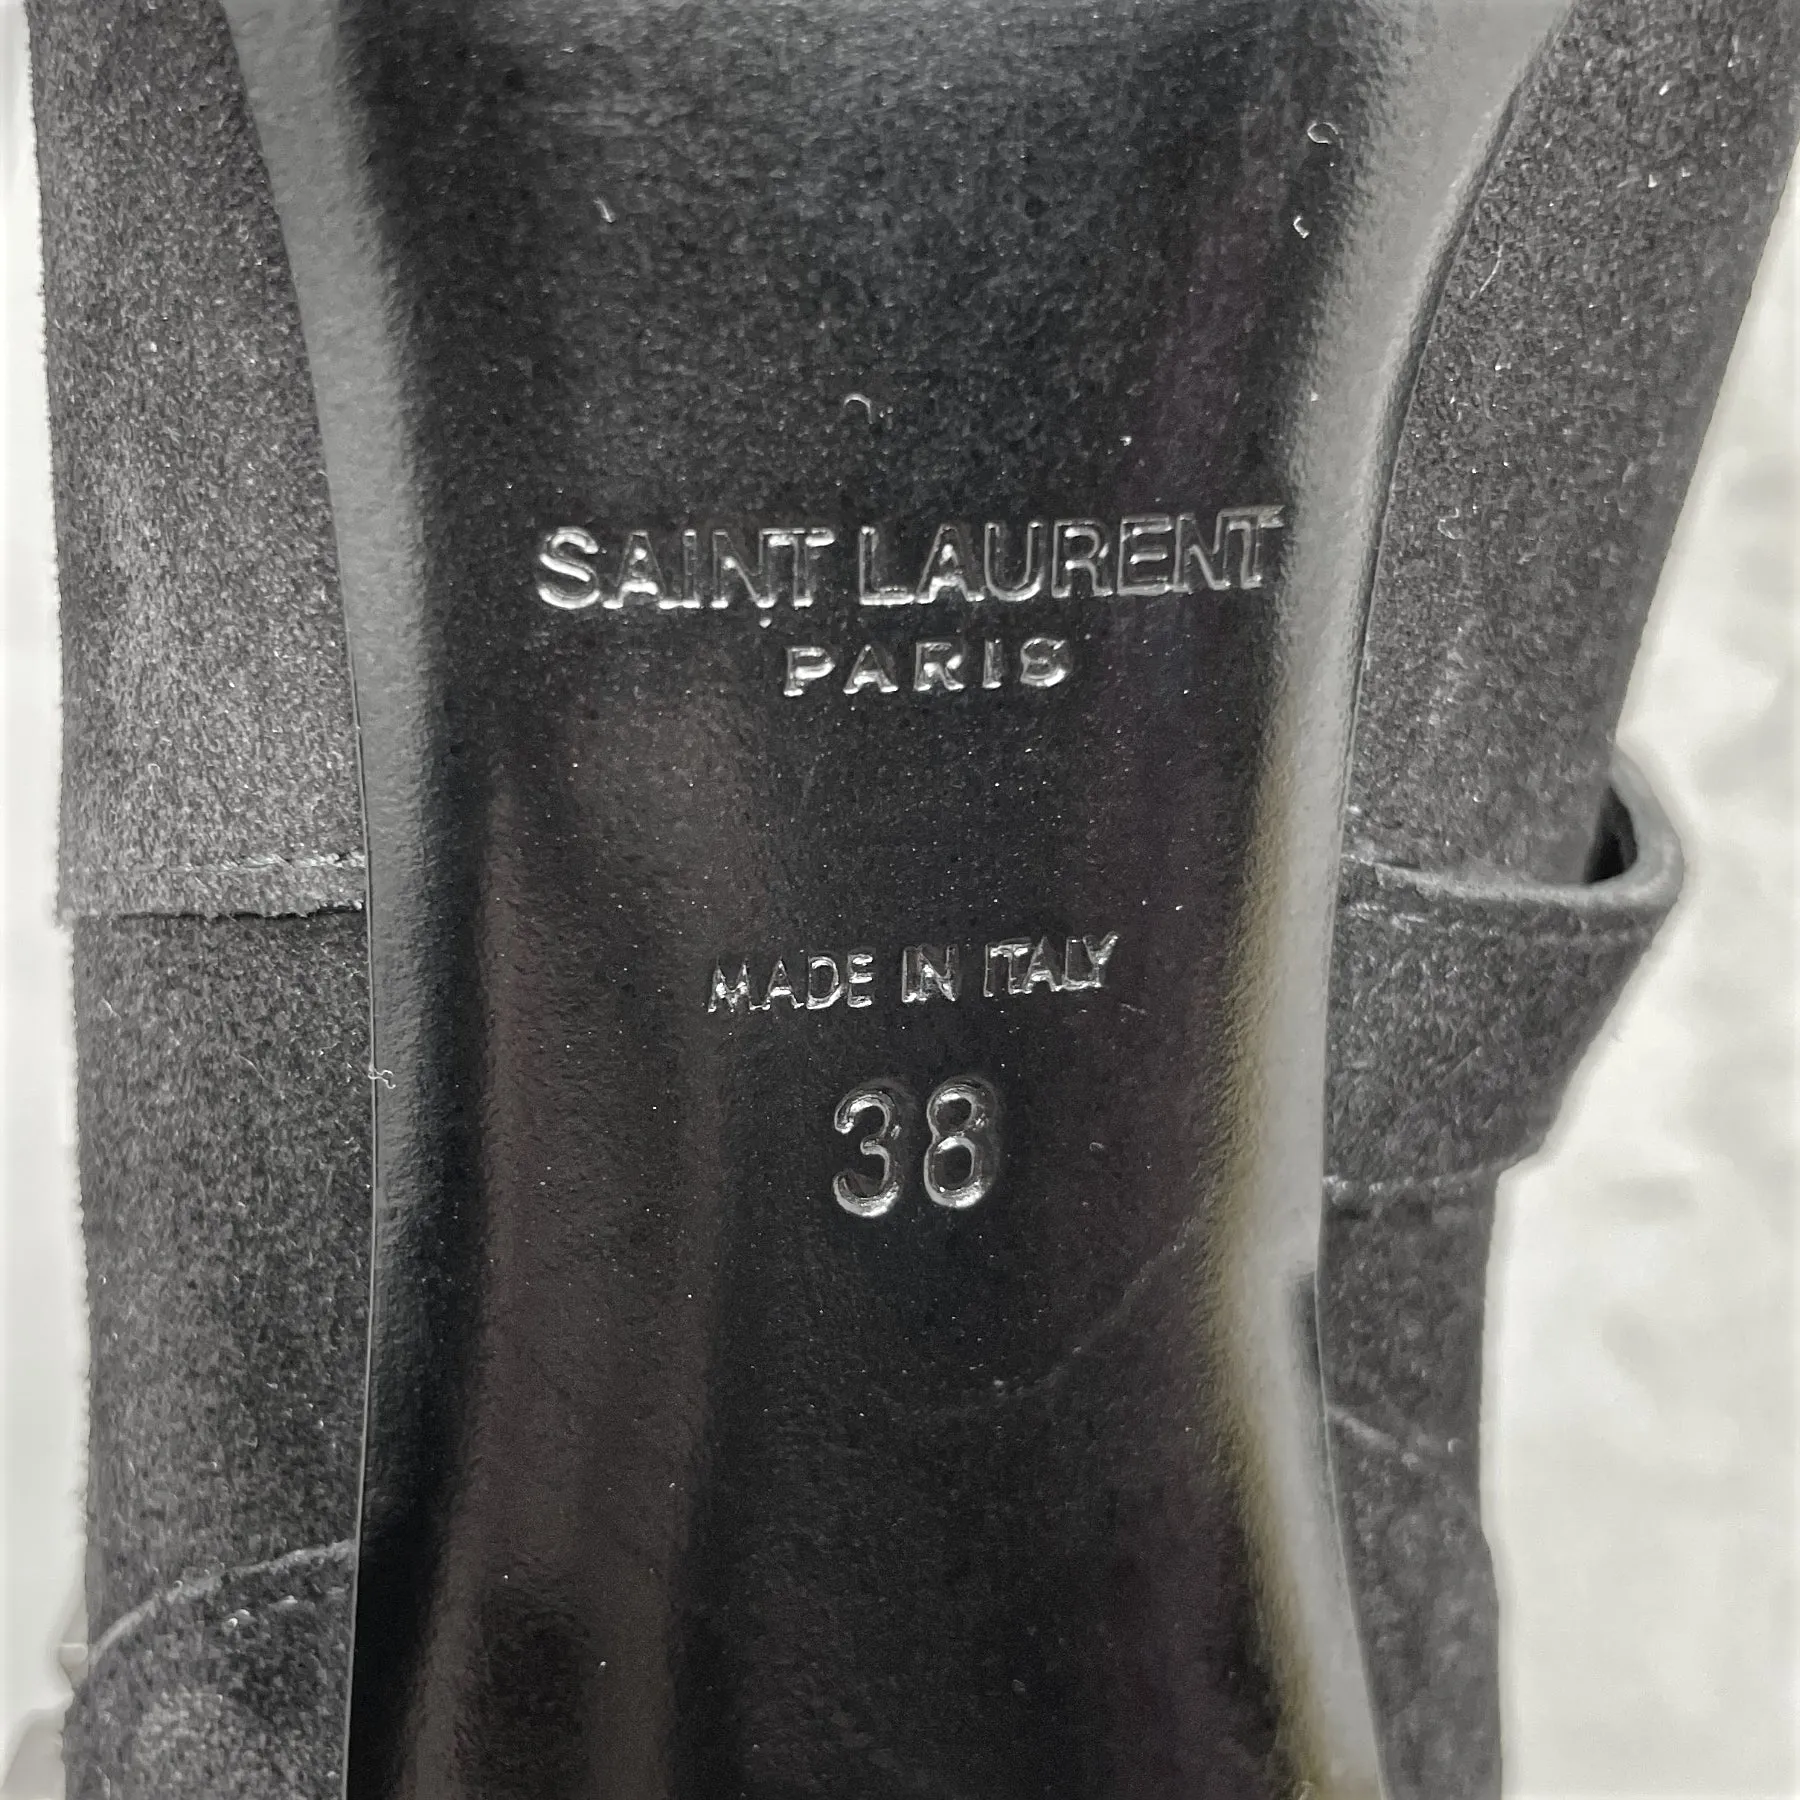 SAINT LAURENT
PARIS
MADE IN ITALY
38